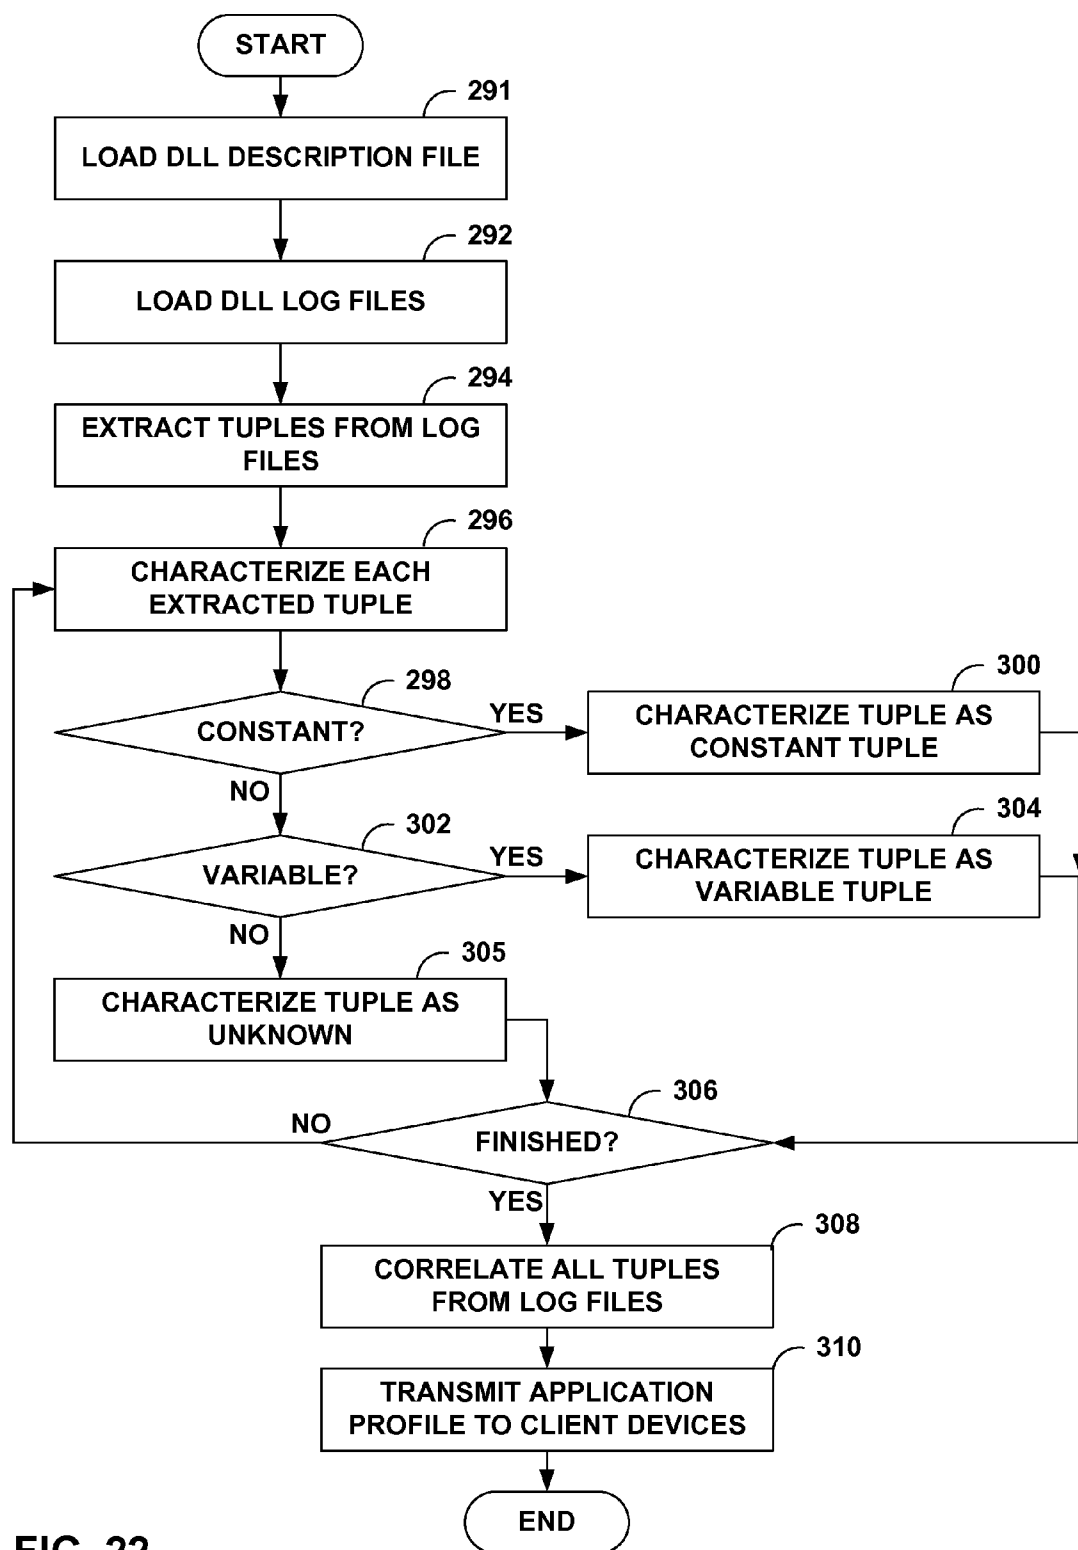 START
291
LOAD DLL DESCRIPTION FILE
292
LOAD DLL LOG FILES
294
EXTRACT TUPLES FROM LOG
FILES
296
CHARACTERIZE EACH
EXTRACTED TUPLE
298
CONSTANT?
YES
300
CHARACTERIZE TUPLE AS
CONSTANT TUPLE
NO
302
VARIABLE?
YES
304
CHARACTERIZE TUPLE AS
VARIABLE TUPLE
NO
305
CHARACTERIZE TUPLE AS
UNKNOWN
306
FINISHED?
NO
YES
308
CORRELATE ALL TUPLES
FROM LOG FILES
310
TRANSMIT APPLICATION
PROFILE TO CLIENT DEVICES
END
FIG. 22